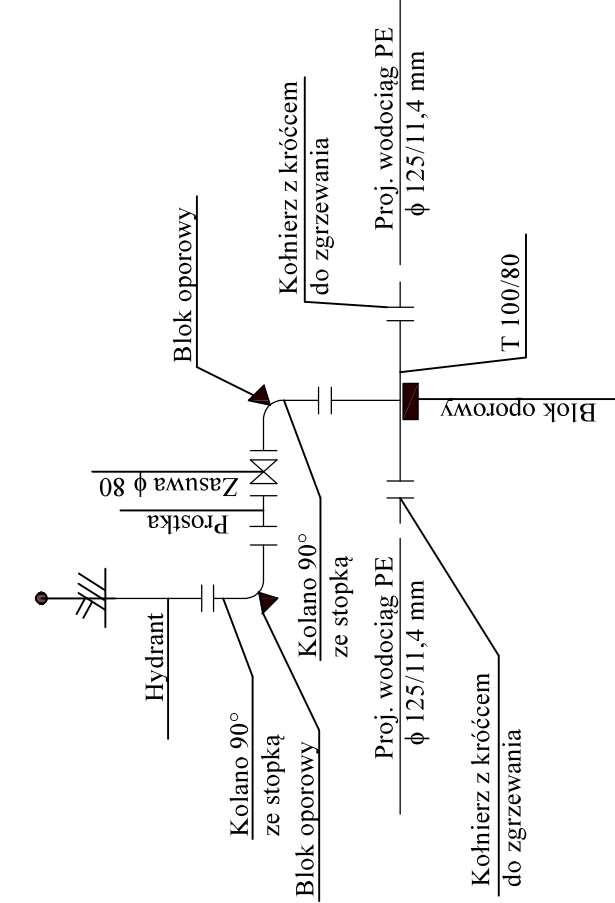 Hydrant
Kolano 90°
ze stopką
Blok oporowy
Prostka
Zasuwa ϕ 80
Blok oporowy
Kolano 90°
ze stopką
Kołnierz z króćcem
do zgrzewania
Proj. wodociąg PE
ϕ 125/11,4 mm
Proj. wodociąg PE
ϕ 125/11,4 mm
Kołnierz z króćcem
do zgrzewania
T 100/80
Blok oporowy